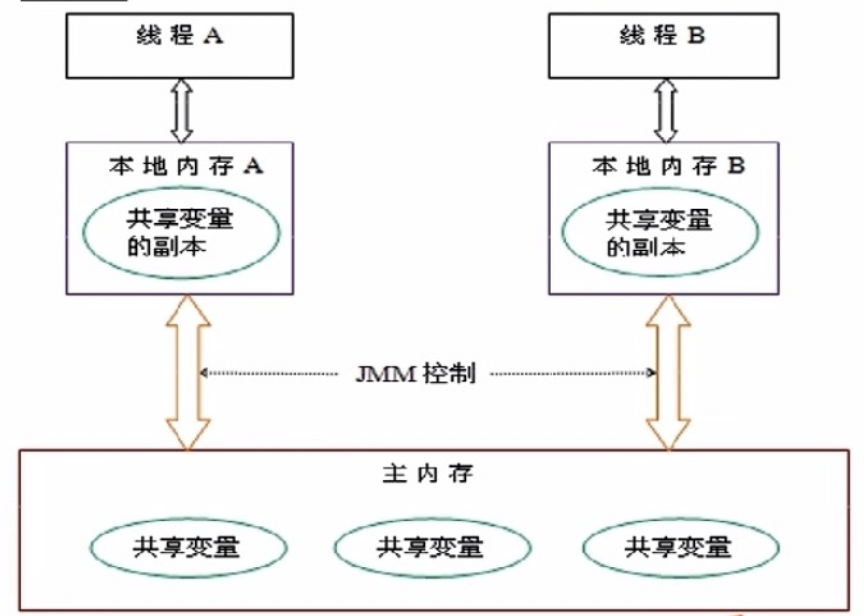 线程 A
线程 B
本地内存 A
共享变量
的副本
本地内存 B
共享变量
的副本
JMM 控制
主内存
共享变量
共享变量
共享变量